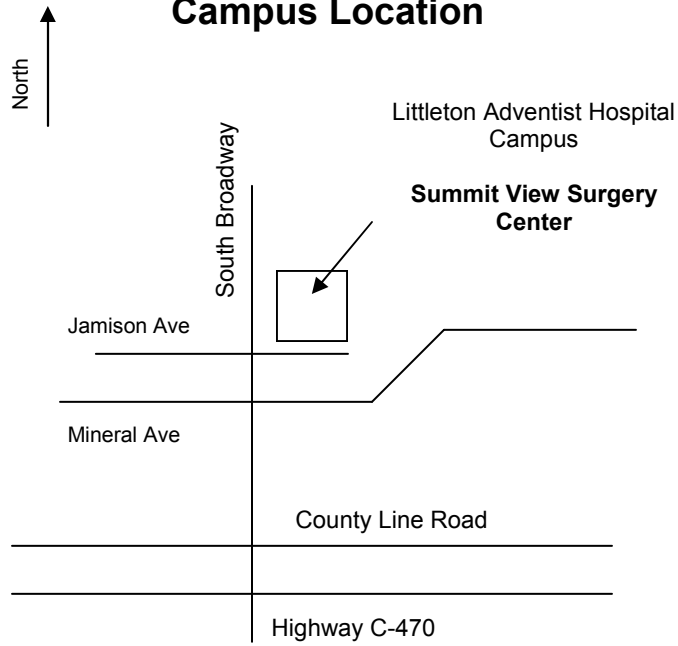 Campus Location
North
Littleton Adventist Hospital
Campus
South Broadway
Summit View Surgery
Center
Jamison Ave
Mineral Ave
County Line Road
Highway C-470